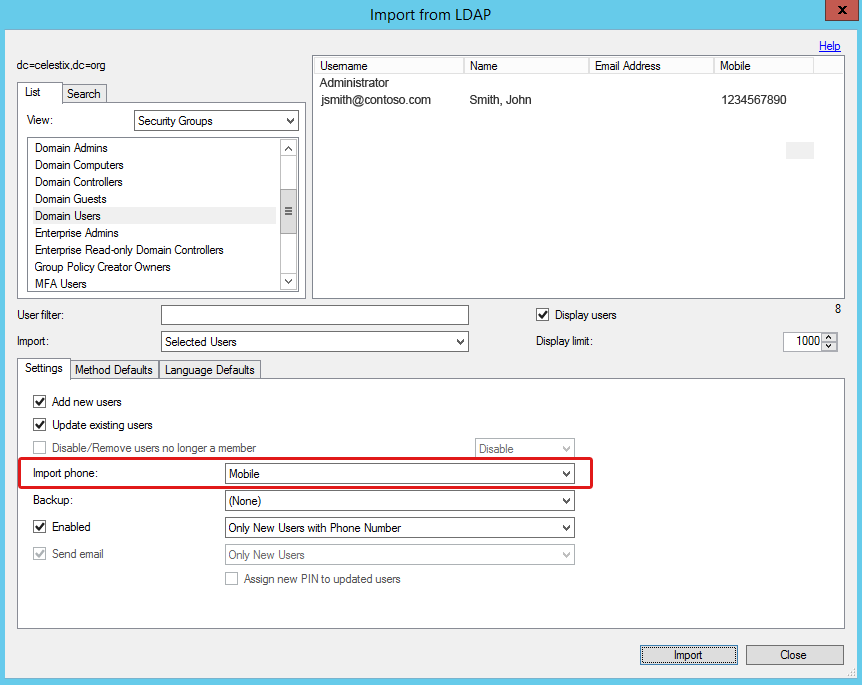 Import from LDAP
x
Help
dc=celestix,dc=org
List
Search
View:
Security Groups
Domain Admins
Domain Computers
Domain Controllers
Domain Guests
Domain Users
Enterprise Admins
Enterprise Read-only Domain Controllers
Group Policy Creator Owners
MFA Users
Username Name Email Address Mobile
Administrator
jsmith@contoso.com Smith, John 1234567890
User filter:
Display users
8
Import:
Selected Users
Display limit:
1000
Settings
Method Defaults
Language Defaults
Add new users
Update existing users
Disable/Remove users no longer a member
Disable
Import phone:
Mobile
Backup:
(None)
Enabled
Only New Users with Phone Number
Send email
Only New Users
Assign new PIN to updated users
Import
Close